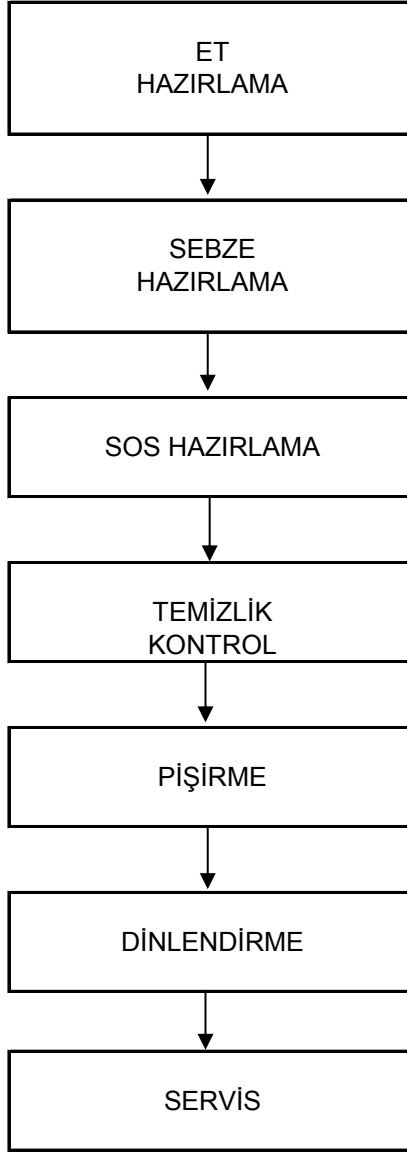 ET
HAZIRLAMA
SEBZE
HAZIRLAMA
SOS HAZIRLAMA
TEMİZLİK
KONTROL
PİŞİRME
DİNLENDİRME
SERVİS